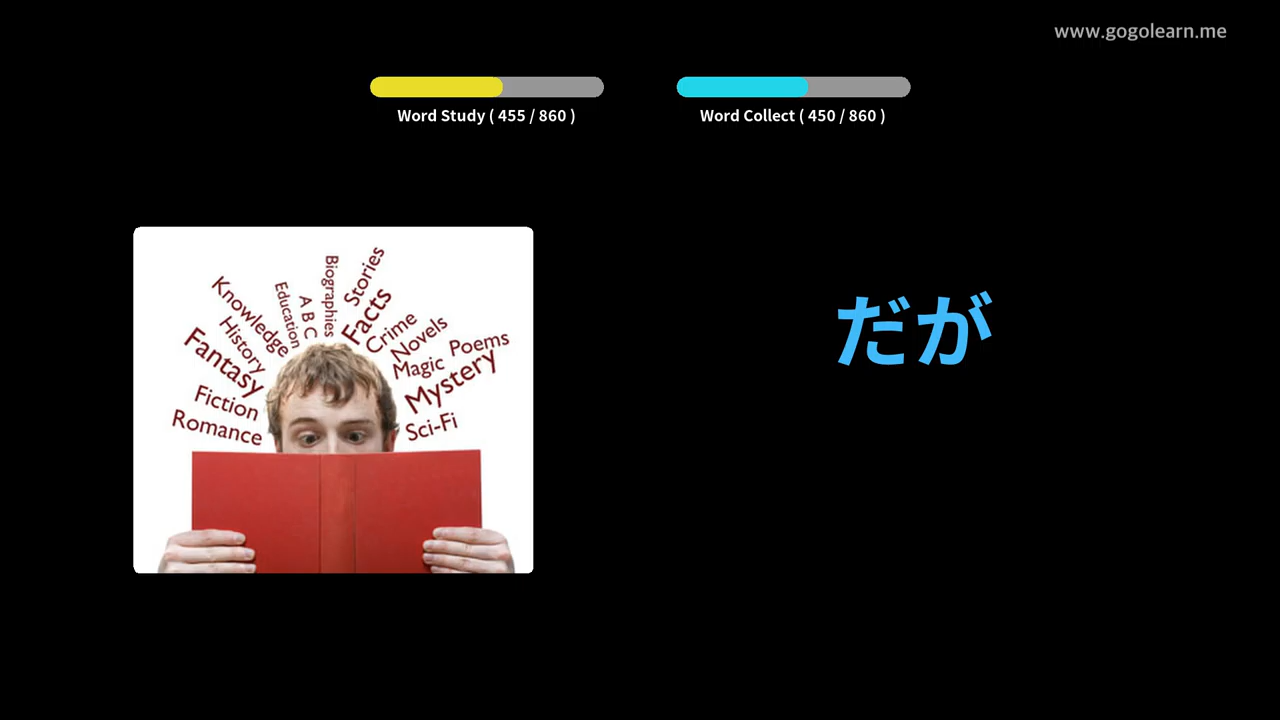 www.gogolearn.me
Word Study ( 455 / 860 )
Word Collect ( 450 / 860 )
Biographies
Stories
Knowledge
Education
A B C
Facts
History
Crime
Novels
Fantasy
Magic
Poems
Mystery
Fiction
Romance
Sci-Fi
だが